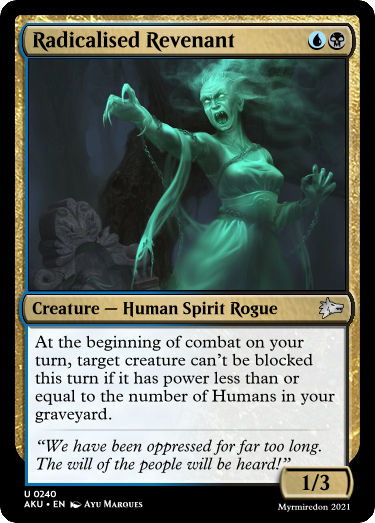 Radicalised Revenant
Creature — Human Spirit Rogue
At the beginning of combat on your
turn, target creature can't be blocked
this turn if it has power less than or
equal to the number of Humans in your
graveyard.
“We have been oppressed for far too long.
The will of the people will be heard!”
1/3
U 0240
AKU • EN Ayu Marques
Myrmiredon 2021